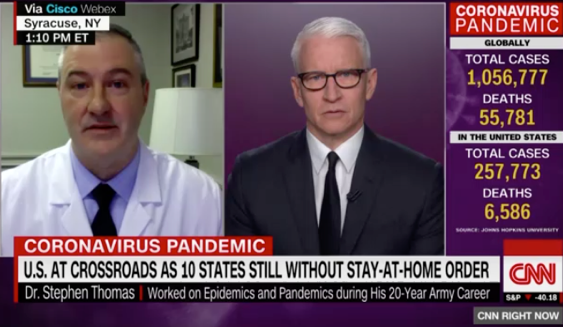 Via Cisco Webex
Syracuse, NY
1:10 PM ET
CORONAVIRUS
PANDEMIC
GLOBALLY
TOTAL CASES
1,056,777
DEATHS
55,781
IN THE UNITED STATES
TOTAL CASES
257,773
DEATHS
6,586
SOURCE: JOHNS HOPKINS UNIVERSITY
CORONAVIRUS PANDEMIC
U.S. AT CROSSROADS AS 10 STATES STILL WITHOUT STAY-AT-HOME ORDER
Dr. Stephen Thomas | Worked on Epidemics and Pandemics during His 20-Year Army Career
CNN
S&P ▼ -40.18
CNN RIGHT NOW